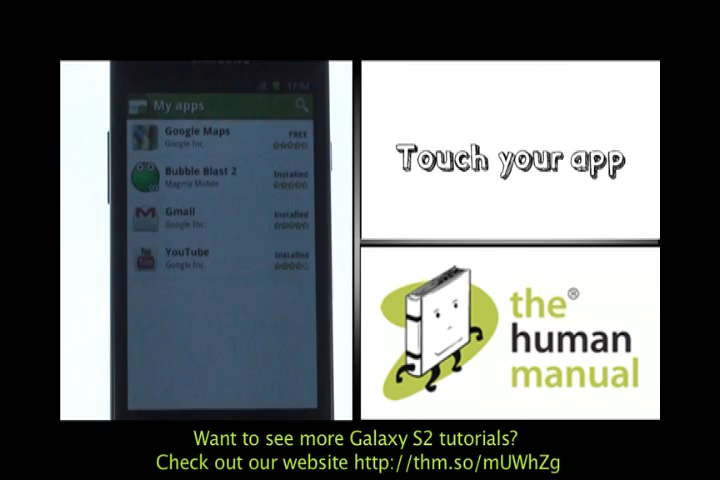 My apps
Google Maps
FREE
Google Inc.
Bubble Blast 2
Installed
Magma Mobile
Gmail
Installed
Google Inc.
YouTube
Installed
Google Inc.
Touch your app
the®
human
manual
Want to see more Galaxy S2 tutorials?
Check out our website http://thm.so/mUWhZg